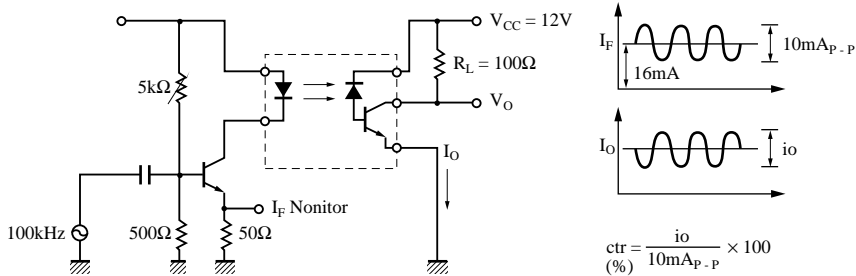 V_CC = 12V
R_L = 100Ω
V_O
5kΩ
I_O
I_F Nonitor
100kHz
500Ω
50Ω
I_F
16mA
10mA_P - P
I_O
io
ctr = io / 10mA_P - P × 100
(%)